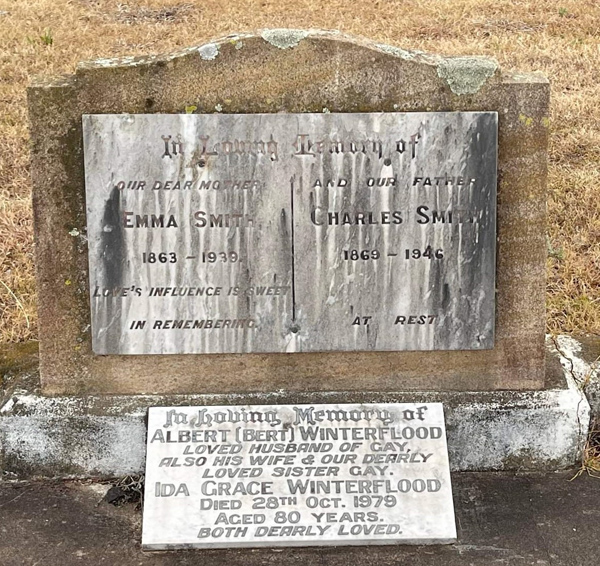 In Loving Memory of
OUR DEAR MOTHER
EMMA SMITH
1863 – 1939.
LOVE'S INFLUENCE IS SWEET
IN REMEMBERING.
AND OUR FATHER
CHARLES SMITH
1869 – 1946
AT REST
In Loving Memory of
ALBERT (BERT) WINTERFLOOD
LOVED HUSBAND OF GAY,
ALSO HIS WIFE & OUR DEARLY
LOVED SISTER GAY.
IDA GRACE WINTERFLOOD
DIED 28TH OCT. 1979
AGED 80 YEARS.
BOTH DEARLY LOVED.